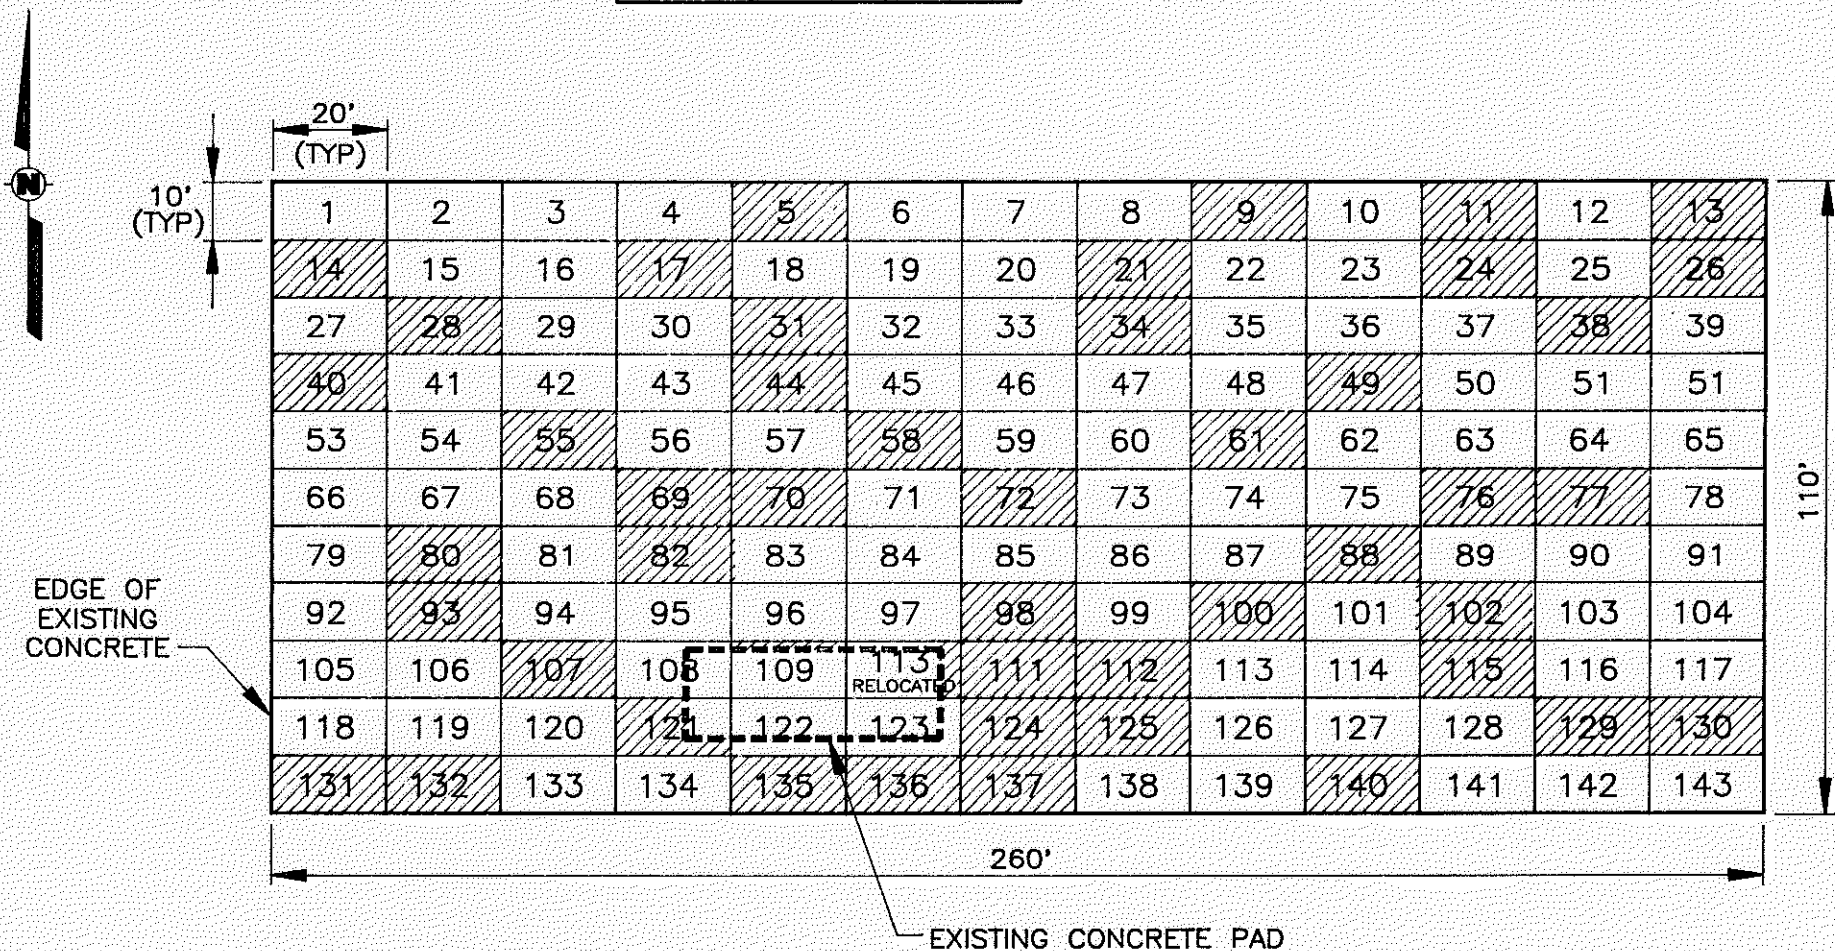 20'
(TYP)
N
10'
(TYP)
1 2 3 4 5 6 7 8 9 10 11 12 13
14 15 16 17 18 19 20 21 22 23 24 25 26
27 28 29 30 31 32 33 34 35 36 37 38 39
40 41 42 43 44 45 46 47 48 49 50 51 51
53 54 55 56 57 58 59 60 61 62 63 64 65
66 67 68 69 70 71 72 73 74 75 76 77 78
79 80 81 82 83 84 85 86 87 88 89 90 91
92 93 94 95 96 97 98 99 100 101 102 103 104
105 106 107 108 109 113 111 112 113 114 115 116 117
RELOCATED
118 119 120 121 122 123 124 125 126 127 128 129 130
131 132 133 134 135 136 137 138 139 140 141 142 143
110'
EDGE OF
EXISTING
CONCRETE
260'
EXISTING CONCRETE PAD